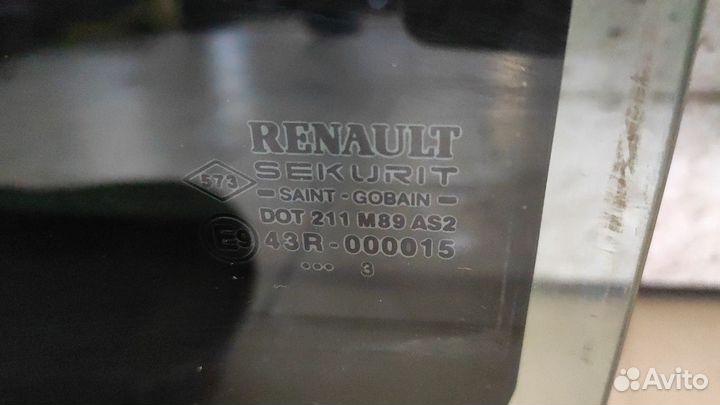 RENAULT
573 SEKURIT
SAINT - GOBAIN
DOT 211 M89 AS2
E9 43R - 000015
... 3
Avito